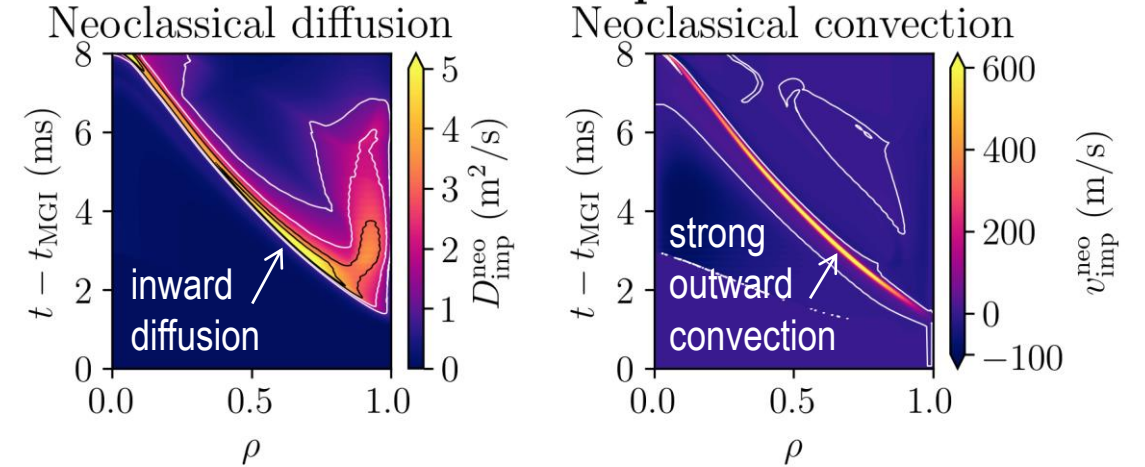 Neoclassical diffusion
8
6
4
2
0
t − t_MGI (ms)
inward
diffusion
0.0 0.5 1.0
ρ
5
4
3
2
1
0
D_imp^neo (m²/s)
Neoclassical convection
8
6
4
2
0
t − t_MGI (ms)
strong
outward
convection
0.0 0.5 1.0
ρ
600
400
200
0
−100
v_imp^neo (m/s)